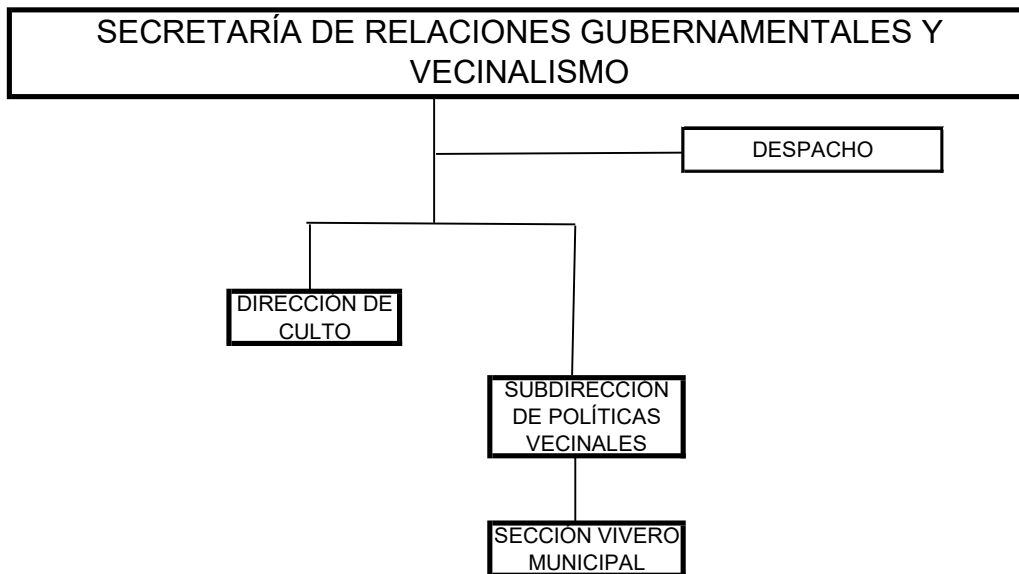 SECRETARÍA DE RELACIONES GUBERNAMENTALES Y
VECINALISMO
DESPACHO
DIRECCIÓN DE
CULTO
SUBDIRECCIÓN
DE POLÍTICAS
VECINALES
SECCIÓN VIVERO
MUNICIPAL